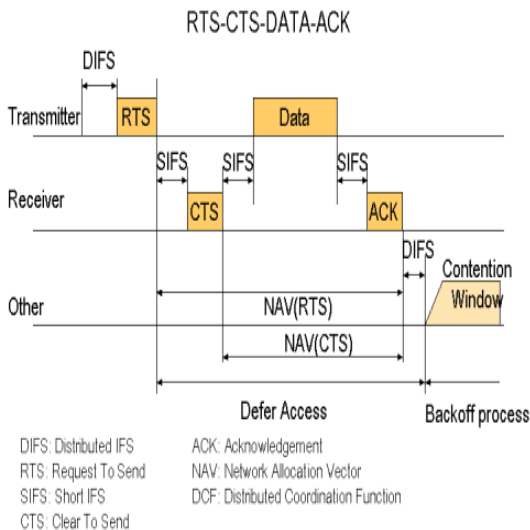 RTS-CTS-DATA-ACK
DIFS
Transmitter
RTS
Data
SIFS
SIFS
SIFS
Receiver
CTS
ACK
DIFS
Contention
Window
Other
NAV(RTS)
NAV(CTS)
Defer Access
Backoff process
DIFS: Distributed IFS
RTS: Request To Send
SIFS: Short IFS
CTS: Clear To Send
ACK: Acknowledgement
NAV: Network Allocation Vector
DCF: Distributed Coordination Function